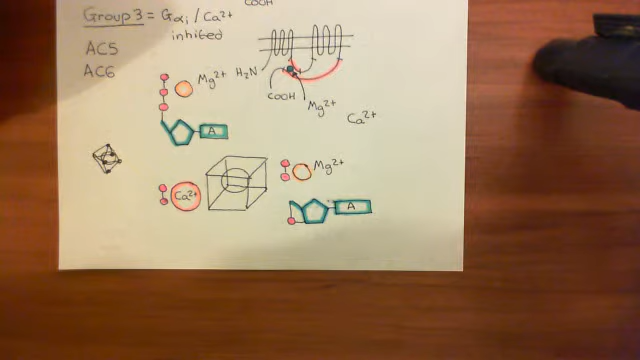 COOH
Group 3 = Gαi / Ca2+
inhibited
AC5
AC6
H2N
COOH
Mg2+
Ca2+
Mg2+
A
Ca2+
Mg2+
A